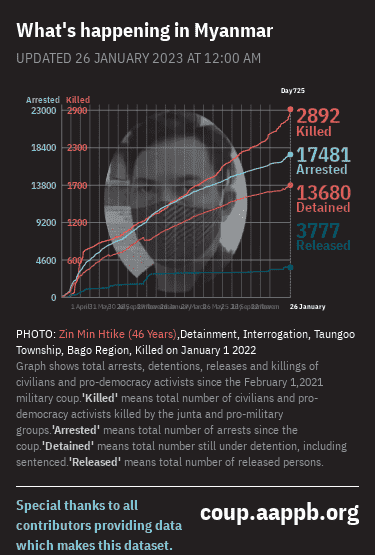 What's happening in Myanmar
UPDATED 26 JANUARY 2023 AT 12:00 AM
Day725
Arrested Killed
23000 2900
2892
Killed
18400 2300
17481
Arrested
13800 1700
13680
Detained
9200 1200
3777
Released
4600 600
0
1 April 31 May
26 January
PHOTO: Zin Min Htike (46 Years),Detainment, Interrogation, Taungoo
Township, Bago Region, Killed on January 1 2022
Graph shows total arrests, detentions, releases and killings of
civilians and pro-democracy activists since the February 1,2021
military coup.'Killed' means total number of civilians and pro-
democracy activists killed by the junta and pro-military
groups.'Arrested' means total number of arrests since the
coup.'Detained' means total number still under detention, including
sentenced.'Released' means total number of released persons.
Special thanks to all
contributors providing data
which makes this dataset.
coup.aappb.org